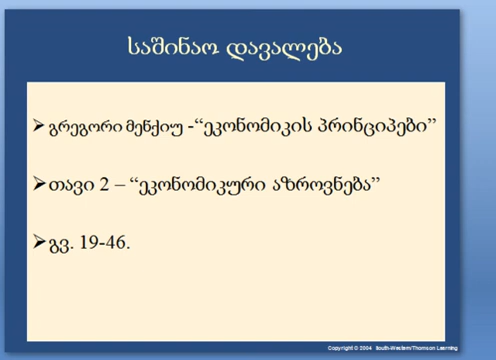 საშინაო დავალება
➢გრეგორი მენქიუ -“ეკონომიკის პრინციპები”
➢თავი 2 – “ეკონომიკური აზროვნება”
➢გვ. 19-46.
Copyright © 2004 South-Western/Thomson Learning